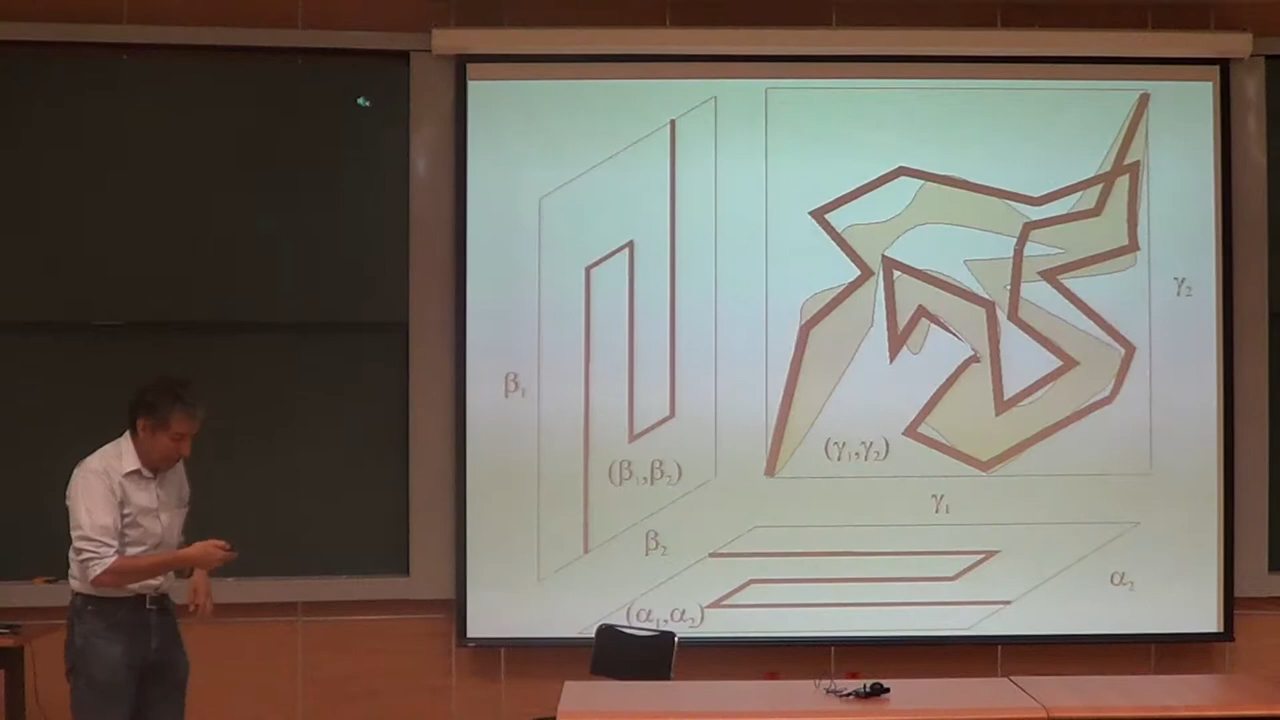 γ₂
β₁
(γ₁,γ₂)
(β₁,β₂)
γ₁
β₂
α₂
(α₁,α₂)